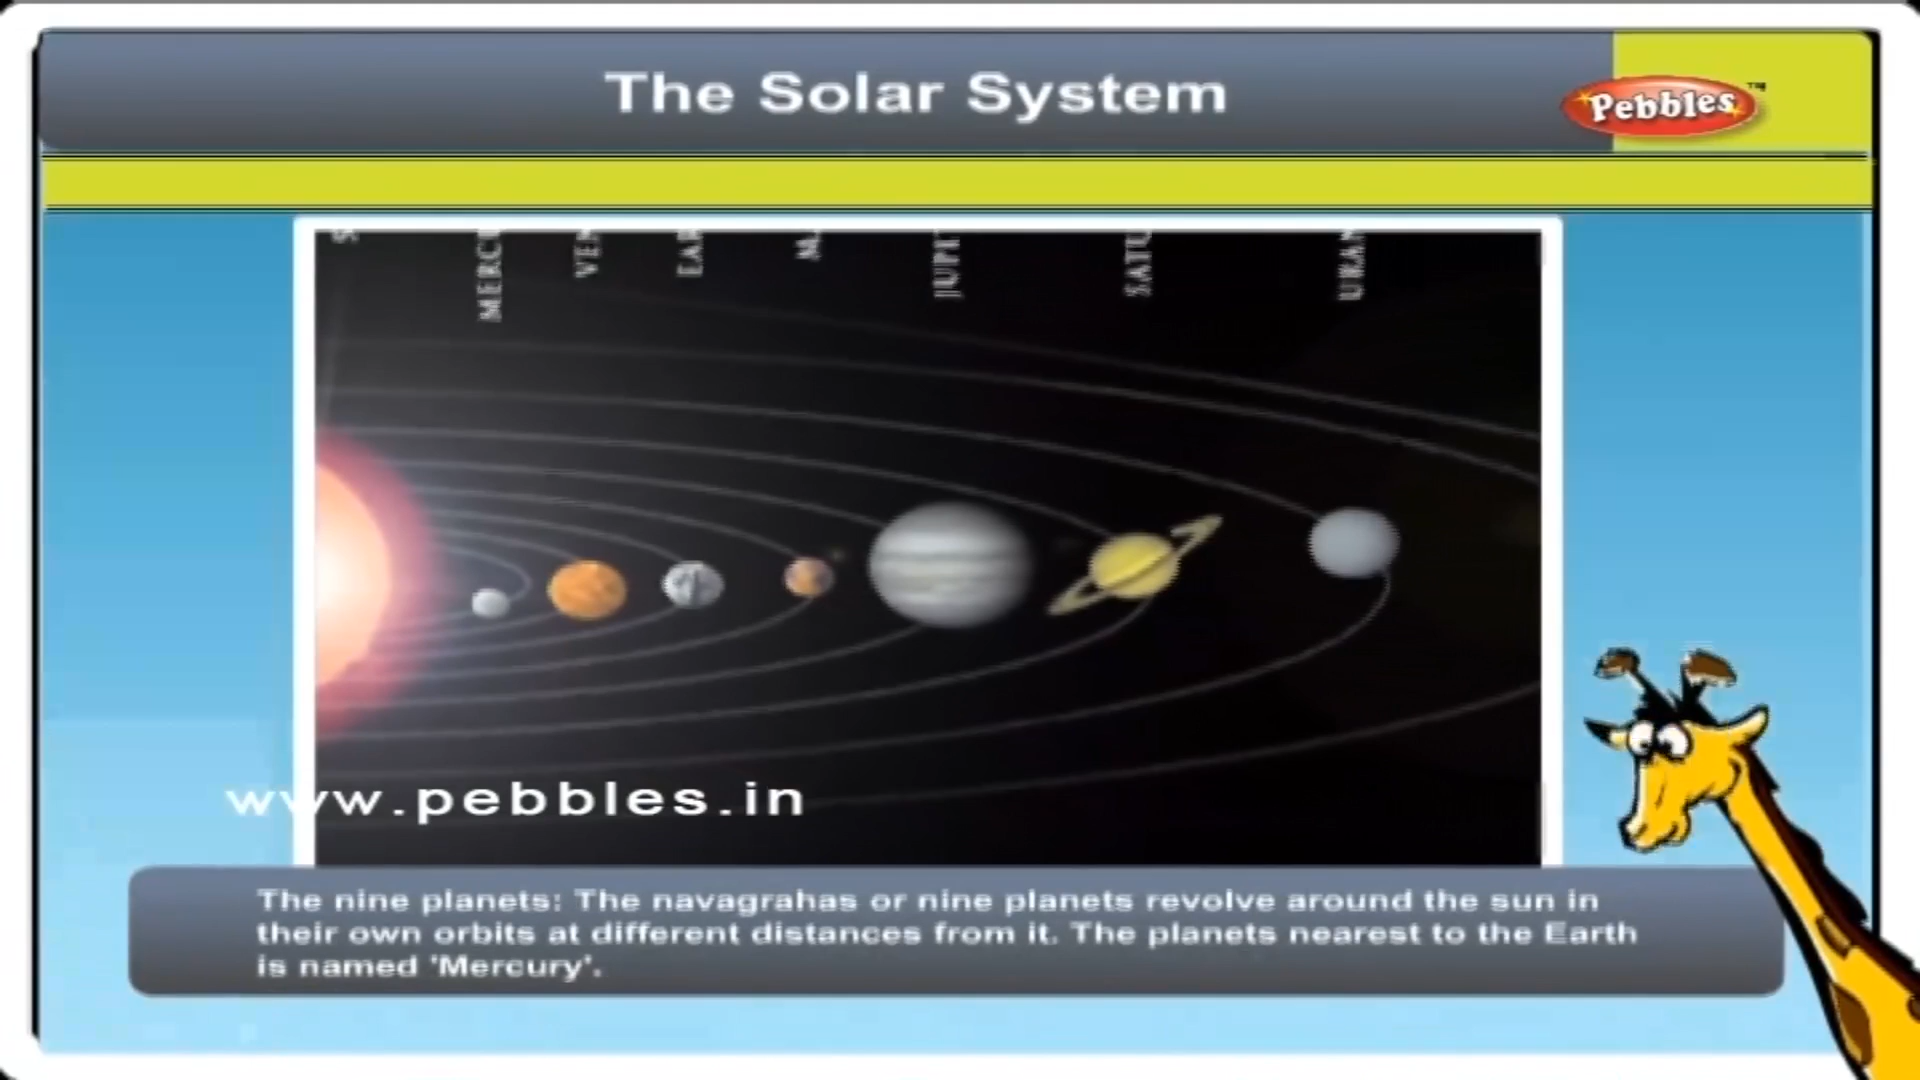 The Solar System
Pebbles™
S
MERCU
VEN
EAR
MA
JUPIT
SATU
URAN
www.pebbles.in
The nine planets: The navagrahas or nine planets revolve around the sun in
their own orbits at different distances from it. The planets nearest to the Earth
is named 'Mercury'.